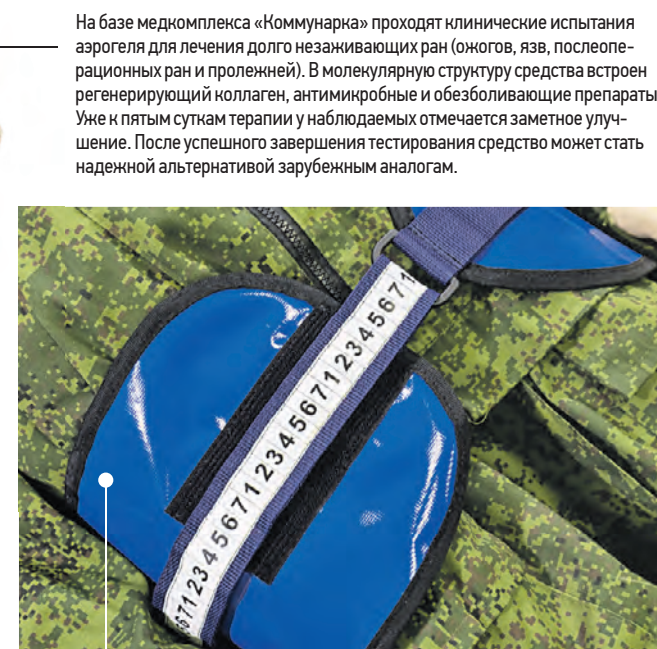 На базе медкомплекса «Коммунарка» проходят клинические испытания
аэрогеля для лечения долго незаживающих ран (ожогов, язв, послеопе-
рационных ран и пролежней). В молекулярную структуру средства встроен
регенерирующий коллаген, антимикробные и обезболивающие препараты
Уже к пятым суткам терапии у наблюдаемых отмечается заметное улуч-
шение. После успешного завершения тестирования средство может стать
надежной альтернативой зарубежным аналогам.
671234567123456712345671